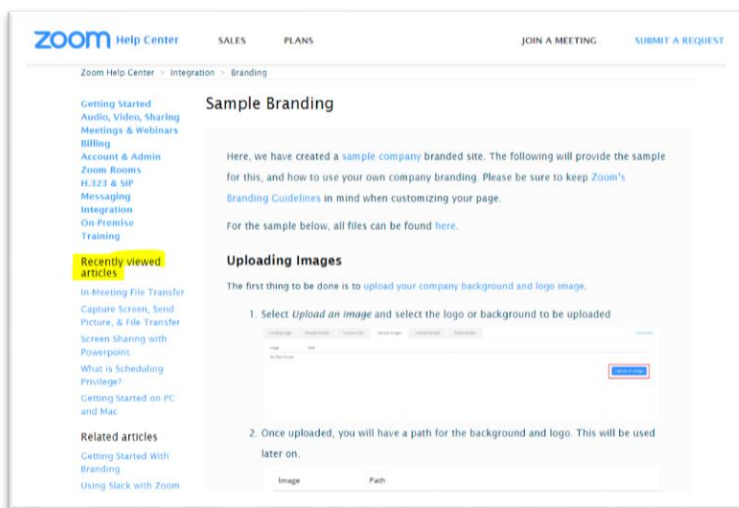 zoom Help Center
SALES
PLANS
JOIN A MEETING
SUBMIT A REQUEST
Zoom Help Center > Integration > Branding
Getting Started
Audio, Video, Sharing
Meetings & Webinars
Billing
Account & Admin
Zoom Rooms
H.323 & SIP
Messaging
Integration
On-Premise
Training
Recently viewed
articles
In-Meeting File Transfer
Capture Screen, Send
Picture, & File Transfer
Screen Sharing with
Powerpoint
What is Scheduling
Privilege?
Getting Started on PC
and Mac
Related articles
Getting Started With
Branding
Using Slack with Zoom
Sample Branding
Here, we have created a sample company branded site. The following will provide the sample
for this, and how to use your own company branding. Please be sure to keep Zoom's
Branding Guidelines in mind when customizing your page.
For the sample below, all files can be found here.
Uploading Images
The first thing to be done is to upload your company background and logo image.
1. Select Upload an image and select the logo or background to be uploaded
Image
Path
2. Once uploaded, you will have a path for the background and logo. This will be used
later on.
Image
Path